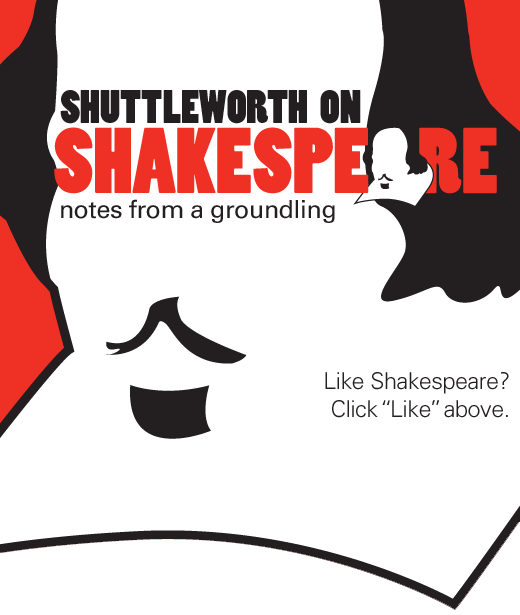 SHUTTLEWORTH ON
SHAKESPEARE
notes from a groundling
Like Shakespeare?
Click “Like” above.